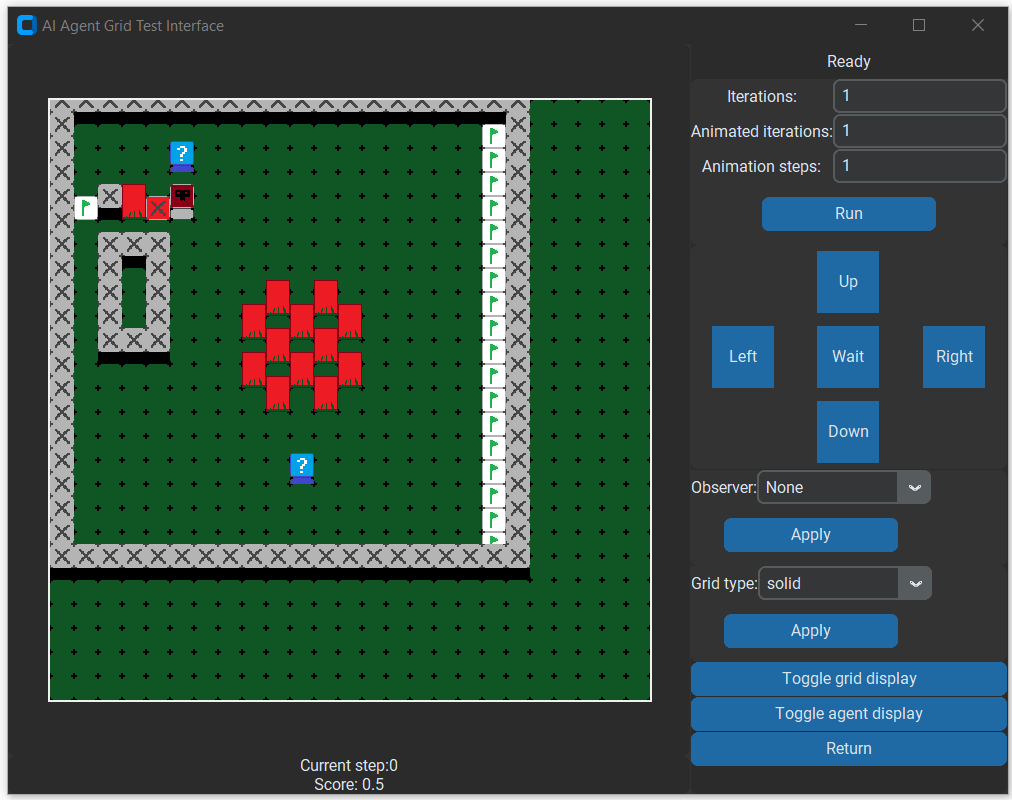 AI Agent Grid Test Interface
Ready
Iterations: 1
Animated iterations: 1
Animation steps: 1
Run
Up
Left Wait Right
Down
Observer: None
Apply
Grid type: solid
Apply
Toggle grid display
Toggle agent display
Return
?
?
Current step:0
Score: 0.5